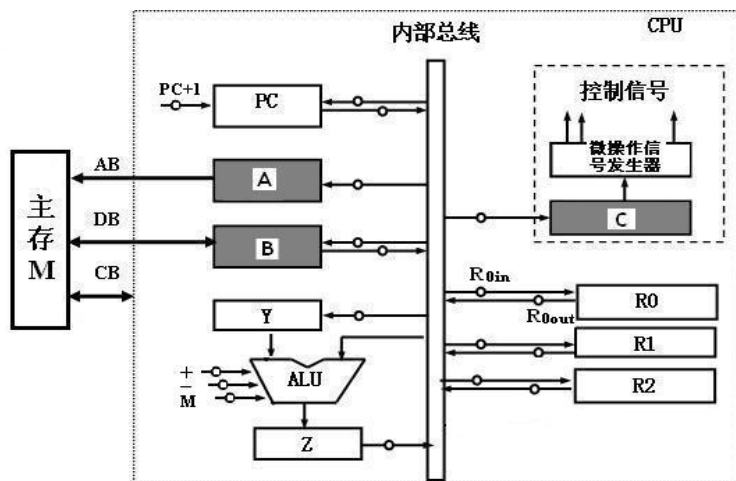 内部总线
CPU
PC+1
PC
控制信号
微操作信
号发生器
AB
A
主存M
DB
B
C
CB
R0in
R0
Y
R0out
R1
+
-
M
ALU
R2
Z